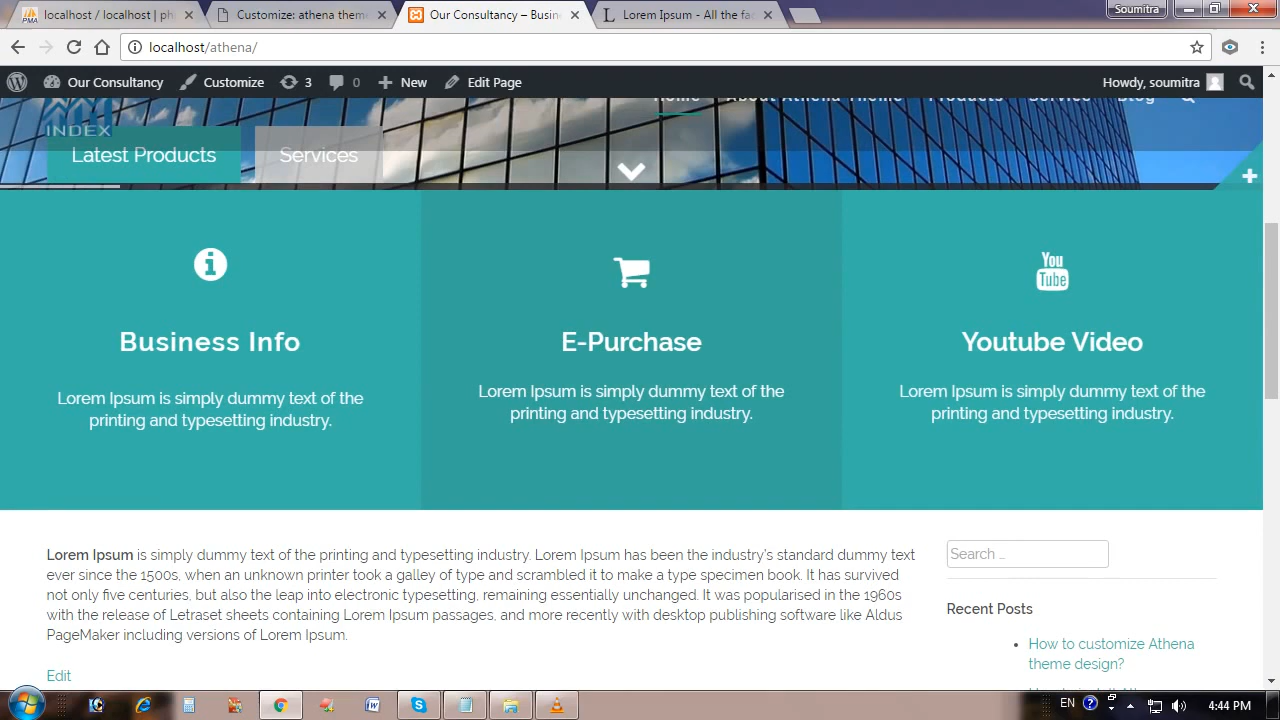 localhost / localhost | ph
Customize: athena them
Our Consultancy – Busin
Lorem Ipsum - All the fa
Soumitra
localhost/athena/
Our Consultancy
Customize
3
0
New
Edit Page
Howdy, soumitra
Home
About Athena Theme
Products
Service
Blog
INDEX
Latest Products
Services
Business Info
Lorem Ipsum is simply dummy text of the
printing and typesetting industry.
E-Purchase
Lorem Ipsum is simply dummy text of the
printing and typesetting industry.
You
Tube
Youtube Video
Lorem Ipsum is simply dummy text of the
printing and typesetting industry.
Lorem Ipsum is simply dummy text of the printing and typesetting industry. Lorem Ipsum has been the industry's standard dummy text
ever since the 1500s, when an unknown printer took a galley of type and scrambled it to make a type specimen book. It has survived
not only five centuries, but also the leap into electronic typesetting, remaining essentially unchanged. It was popularised in the 1960s
with the release of Letraset sheets containing Lorem Ipsum passages, and more recently with desktop publishing software like Aldus
PageMaker including versions of Lorem Ipsum.
Edit
Search ...
Recent Posts
How to customize Athena
theme design?
EN
4:44 PM